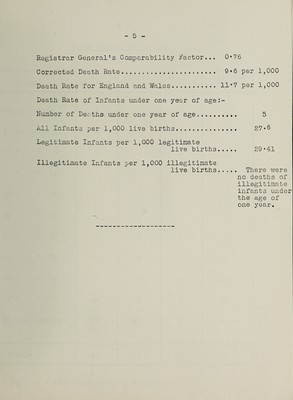 - 5 -
Registrar General's Comparability Factor... 0·76
Corrected Death Rate....................... 9·6 per 1,000
Death Rate for England and Wales........... 11·7 per 1,000
Death Rate of Infants under one year of age:-
Number of Deaths under one year of age.......... 5
All Infants per 1,000 live births............... 27·6
Legitimate Infants per 1,000 legitimate
live births..... 29·41
Illegitimate Infants per 1,000 illegitimate
live births..... There were
no deaths of
illegitimate
infants under
the age of
one year.